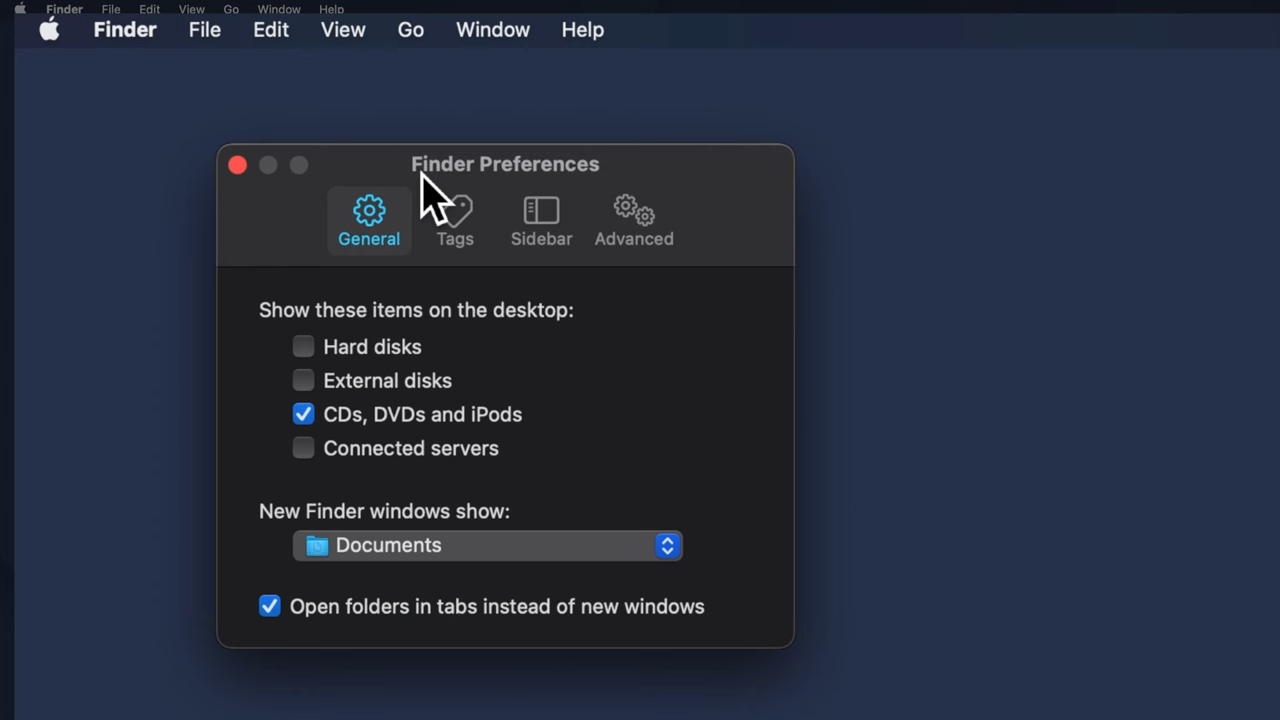 Finder File Edit View Go Window Help
Finder File Edit View Go Window Help
Finder Preferences
General Tags Sidebar Advanced
Show these items on the desktop:
Hard disks
External disks
CDs, DVDs and iPods
Connected servers
New Finder windows show:
Documents
Open folders in tabs instead of new windows